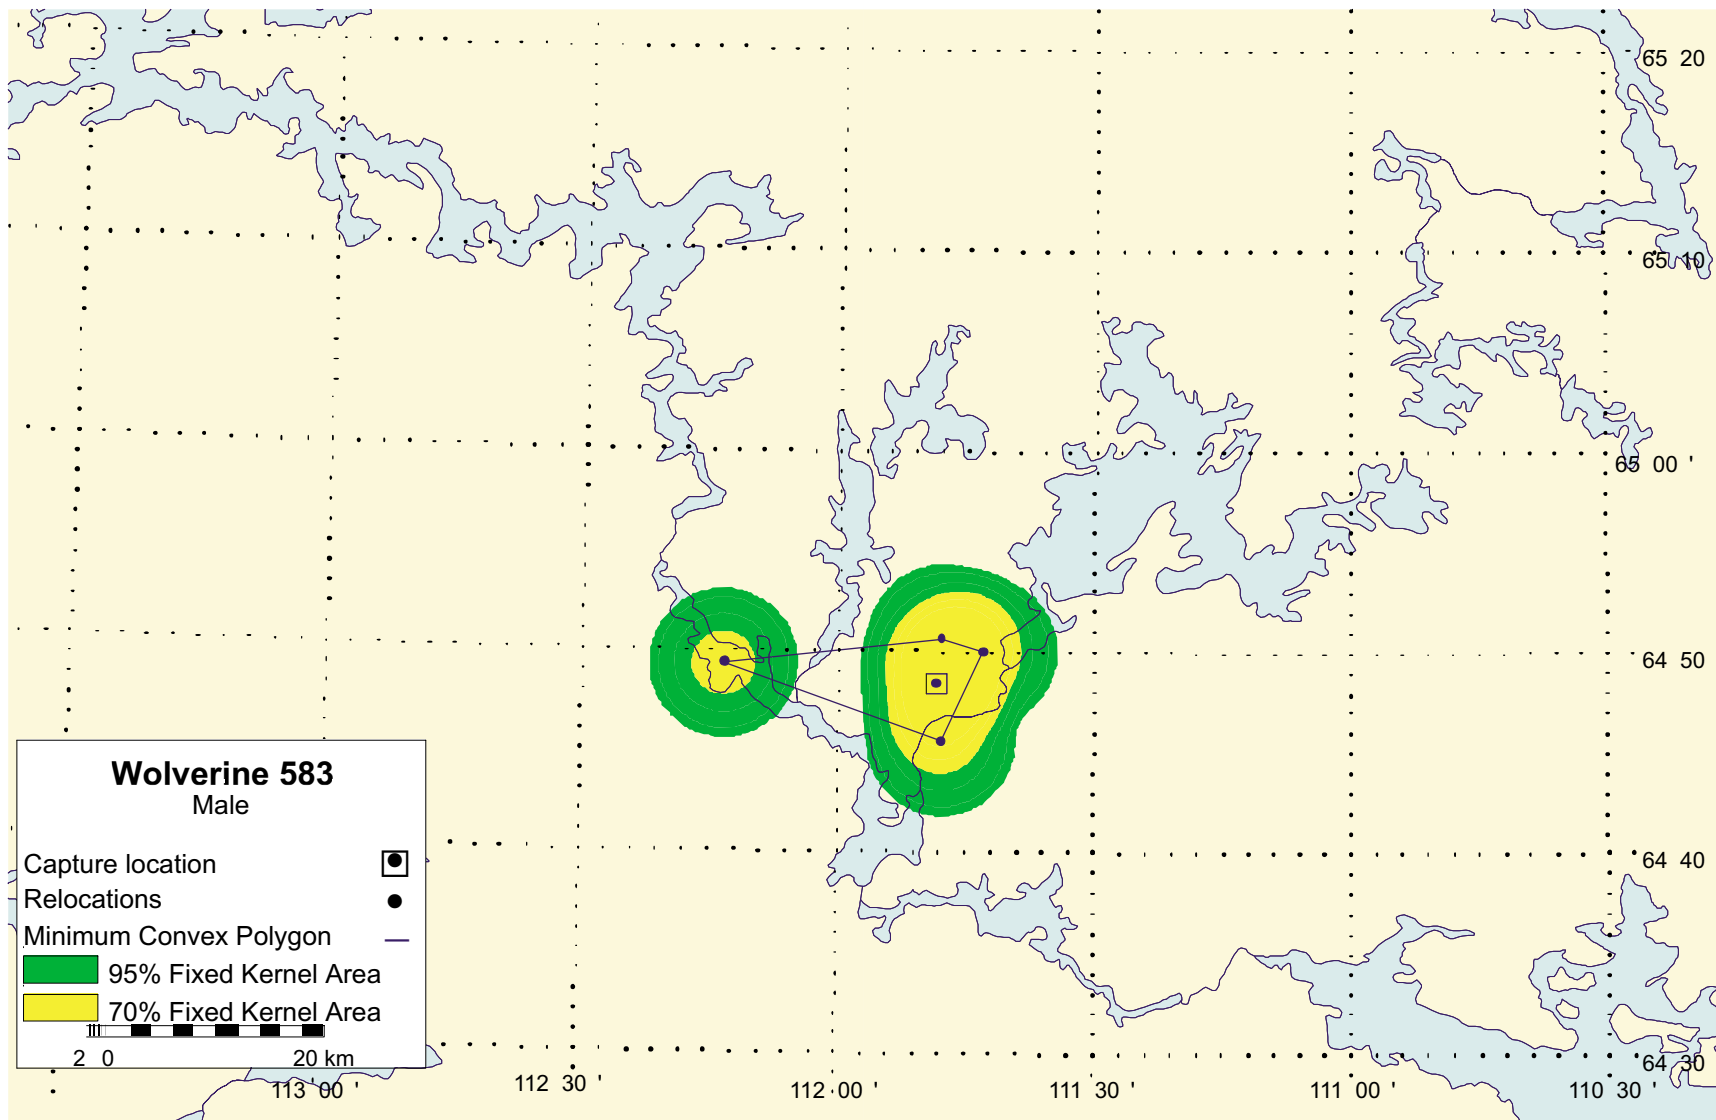 65 20
65 10
65 00 '
64 50
64 40
64 30
Wolverine 583
Male
Capture location
Relocations
Minimum Convex Polygon
95% Fixed Kernel Area
70% Fixed Kernel Area
2 0 20 km
113 00 ' 112 30 ' 112 00 ' 111 30 ' 111 00 ' 110 30 '